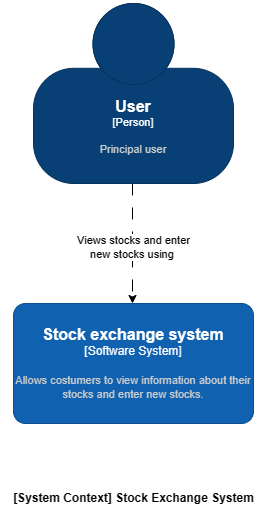 User
[Person]
Principal user
Views stocks and enter
new stocks using
Stock exchange system
[Software System]
Allows costumers to view information about their
stocks and enter new stocks.
[System Context] Stock Exchange System